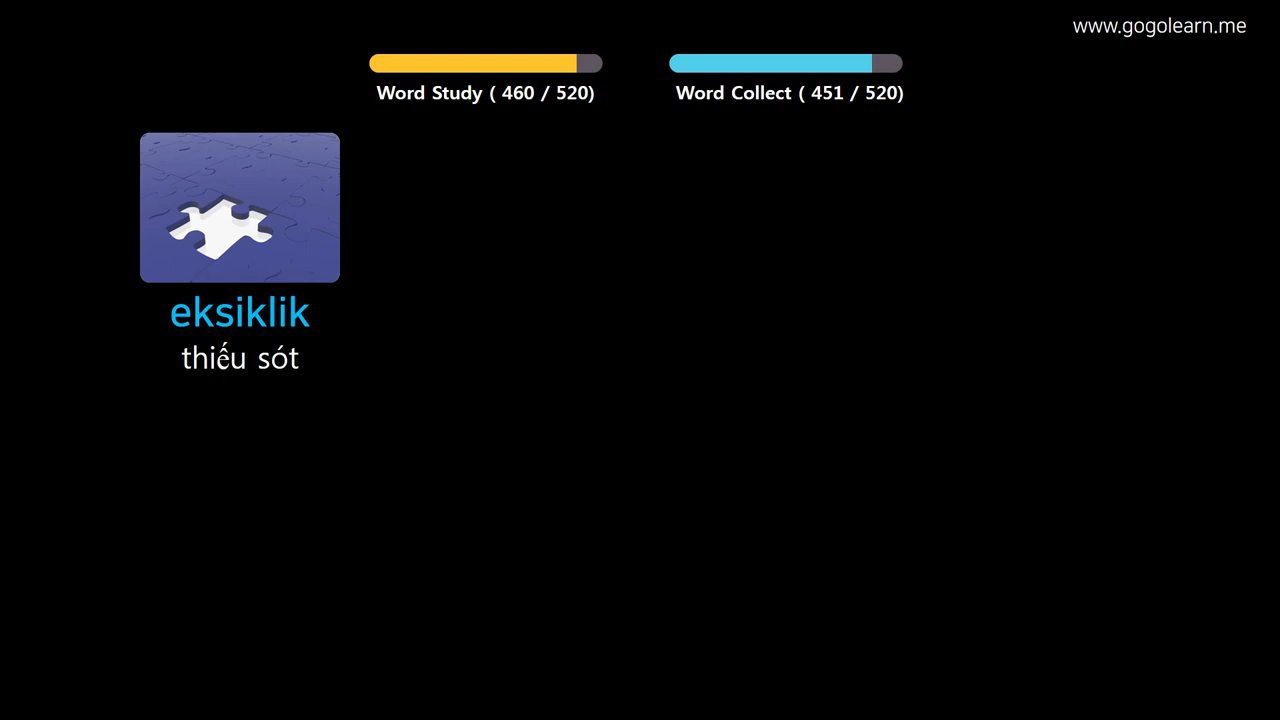 www.gogolearn.me
Word Study ( 460 / 520)
Word Collect ( 451 / 520)
eksiklik
thiếu sót